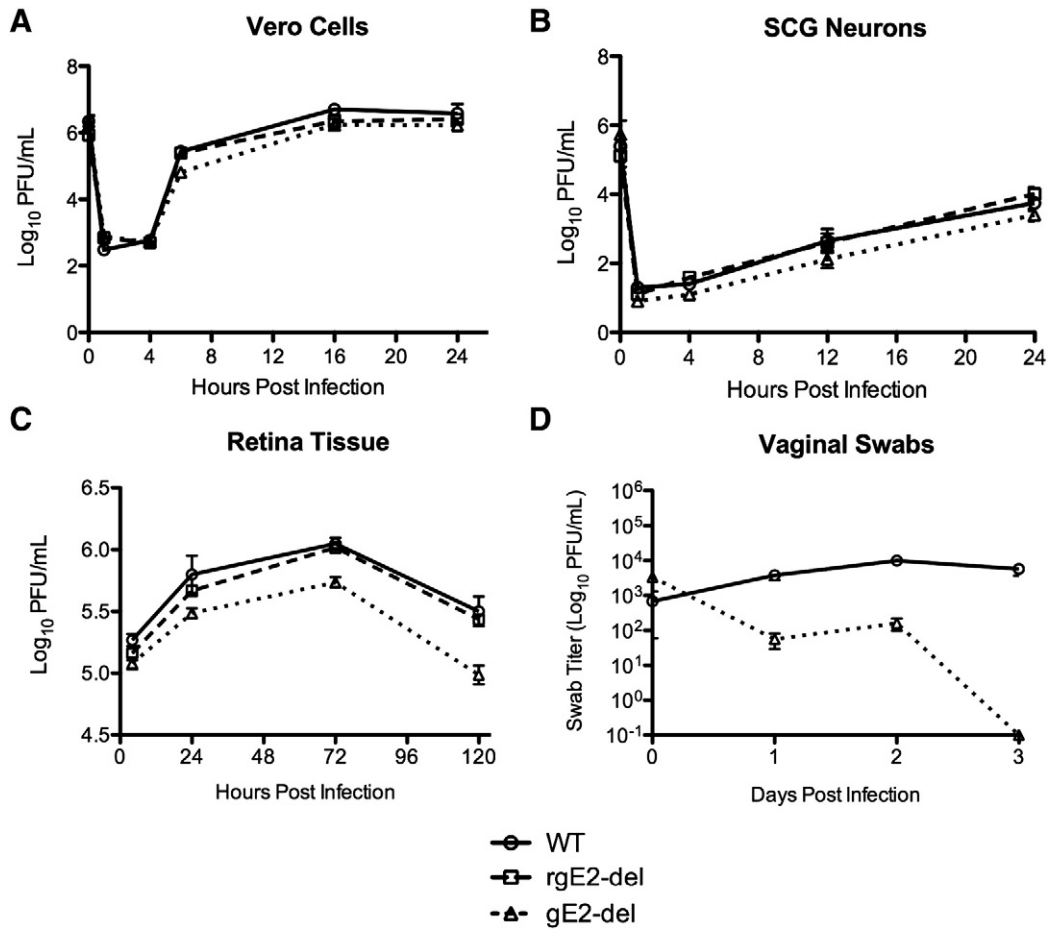 A
Vero Cells
Log10 PFU/mL
8
6
4
2
0
0 4 8 12 16 20 24
Hours Post Infection
B
SCG Neurons
Log10 PFU/mL
8
6
4
2
0
0 4 8 12 16 20 24
Hours Post Infection
C
Retina Tissue
Log10 PFU/mL
6.5
6.0
5.5
5.0
4.5
0 24 48 72 96 120
Hours Post Infection
D
Vaginal Swabs
Swab Titer (Log10 PFU/mL)
10^6
10^5
10^4
10^3
10^2
10^1
10^0
10^-1
0 1 2 3
Days Post Infection
WT
rgE2-del
gE2-del